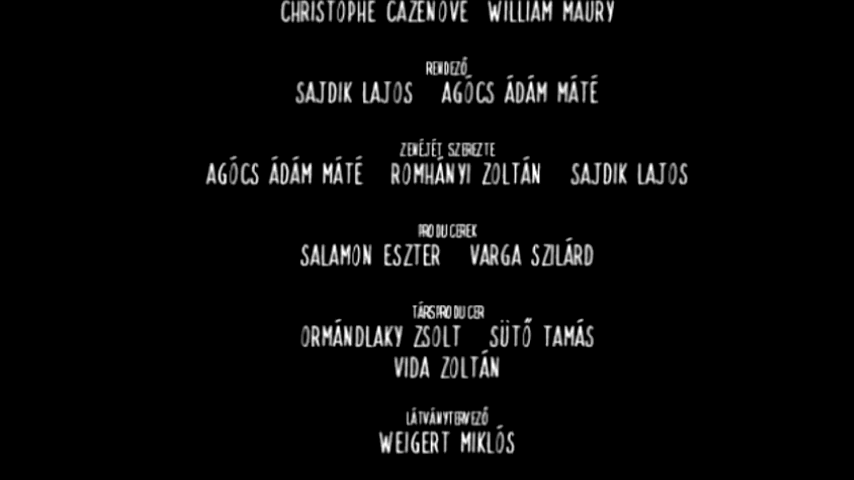 CHRISTOPHE CAZENOVE WILLIAM MAURY
RENDEZŐ
SAJDIK LAJOS AGÓCS ÁDÁM MÁTÉ
ZENÉJÉT SZEREZTE
AGÓCS ÁDÁM MÁTÉ ROMHÁNYI ZOLTÁN SAJDIK LAJOS
PRODUCEREK
SALAMON ESZTER VARGA SZILÁRD
TÁRSPRODUCER
ORMÁNDLAKY ZSOLT SÜTŐ TAMÁS
VIDA ZOLTÁN
LÁTVÁNYTERVEZŐ
WEIGERT MIKLÓS